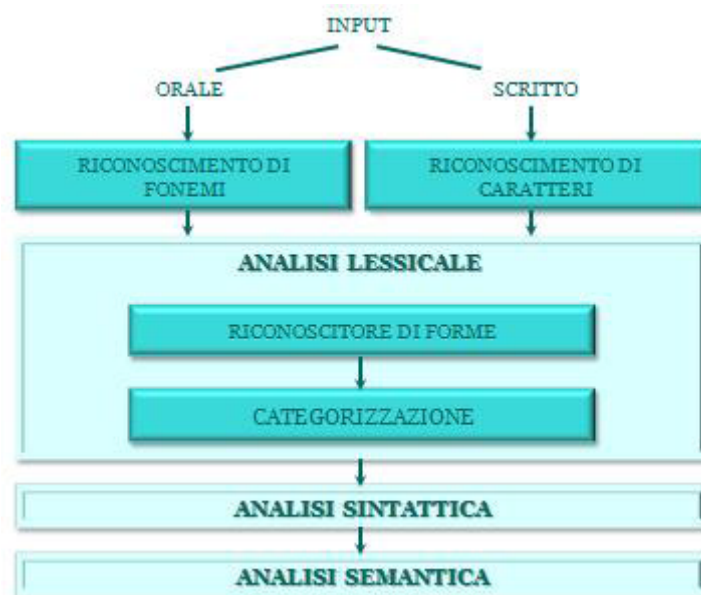 INPUT
ORALE
SCRITTO
RICONOSCIMENTO DI
FONEMI
RICONOSCIMENTO DI
CARATTERI
ANALISI LESSICALE
RICONOSCITORE DI FORME
CATEGORIZZAZIONE
ANALISI SINTATTICA
ANALISI SEMANTICA